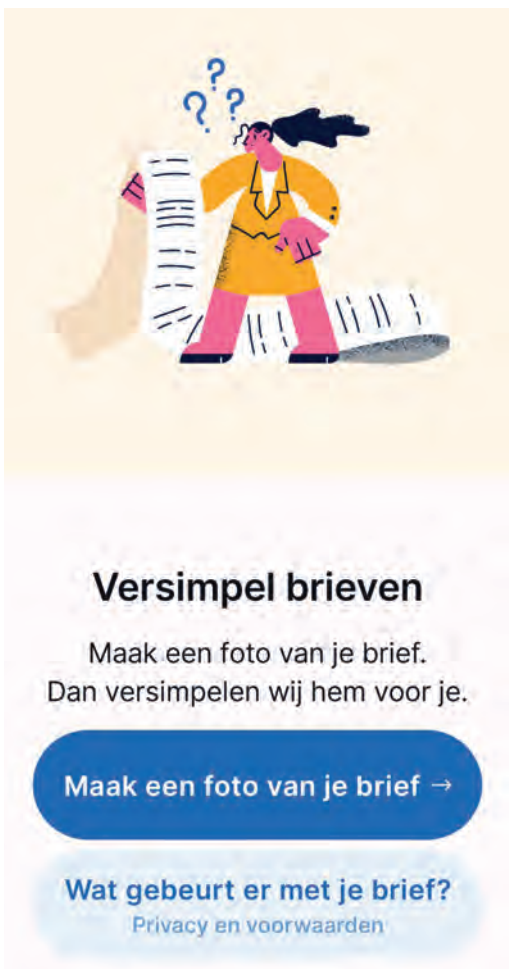 ? ? ?
Versimpel brieven
Maak een foto van je brief.
Dan versimpelen wij hem voor je.
Maak een foto van je brief →
Wat gebeurt er met je brief?
Privacy en voorwaarden